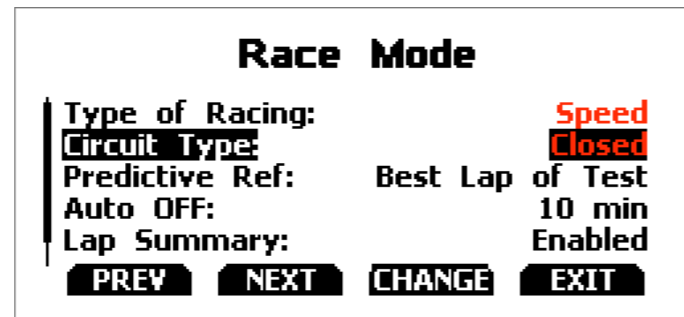 Race Mode
Type of Racing: Speed
Circuit Type: Closed
Predictive Ref: Best Lap of Test
Auto OFF: 10 min
Lap Summary: Enabled
PREV NEXT CHANGE EXIT